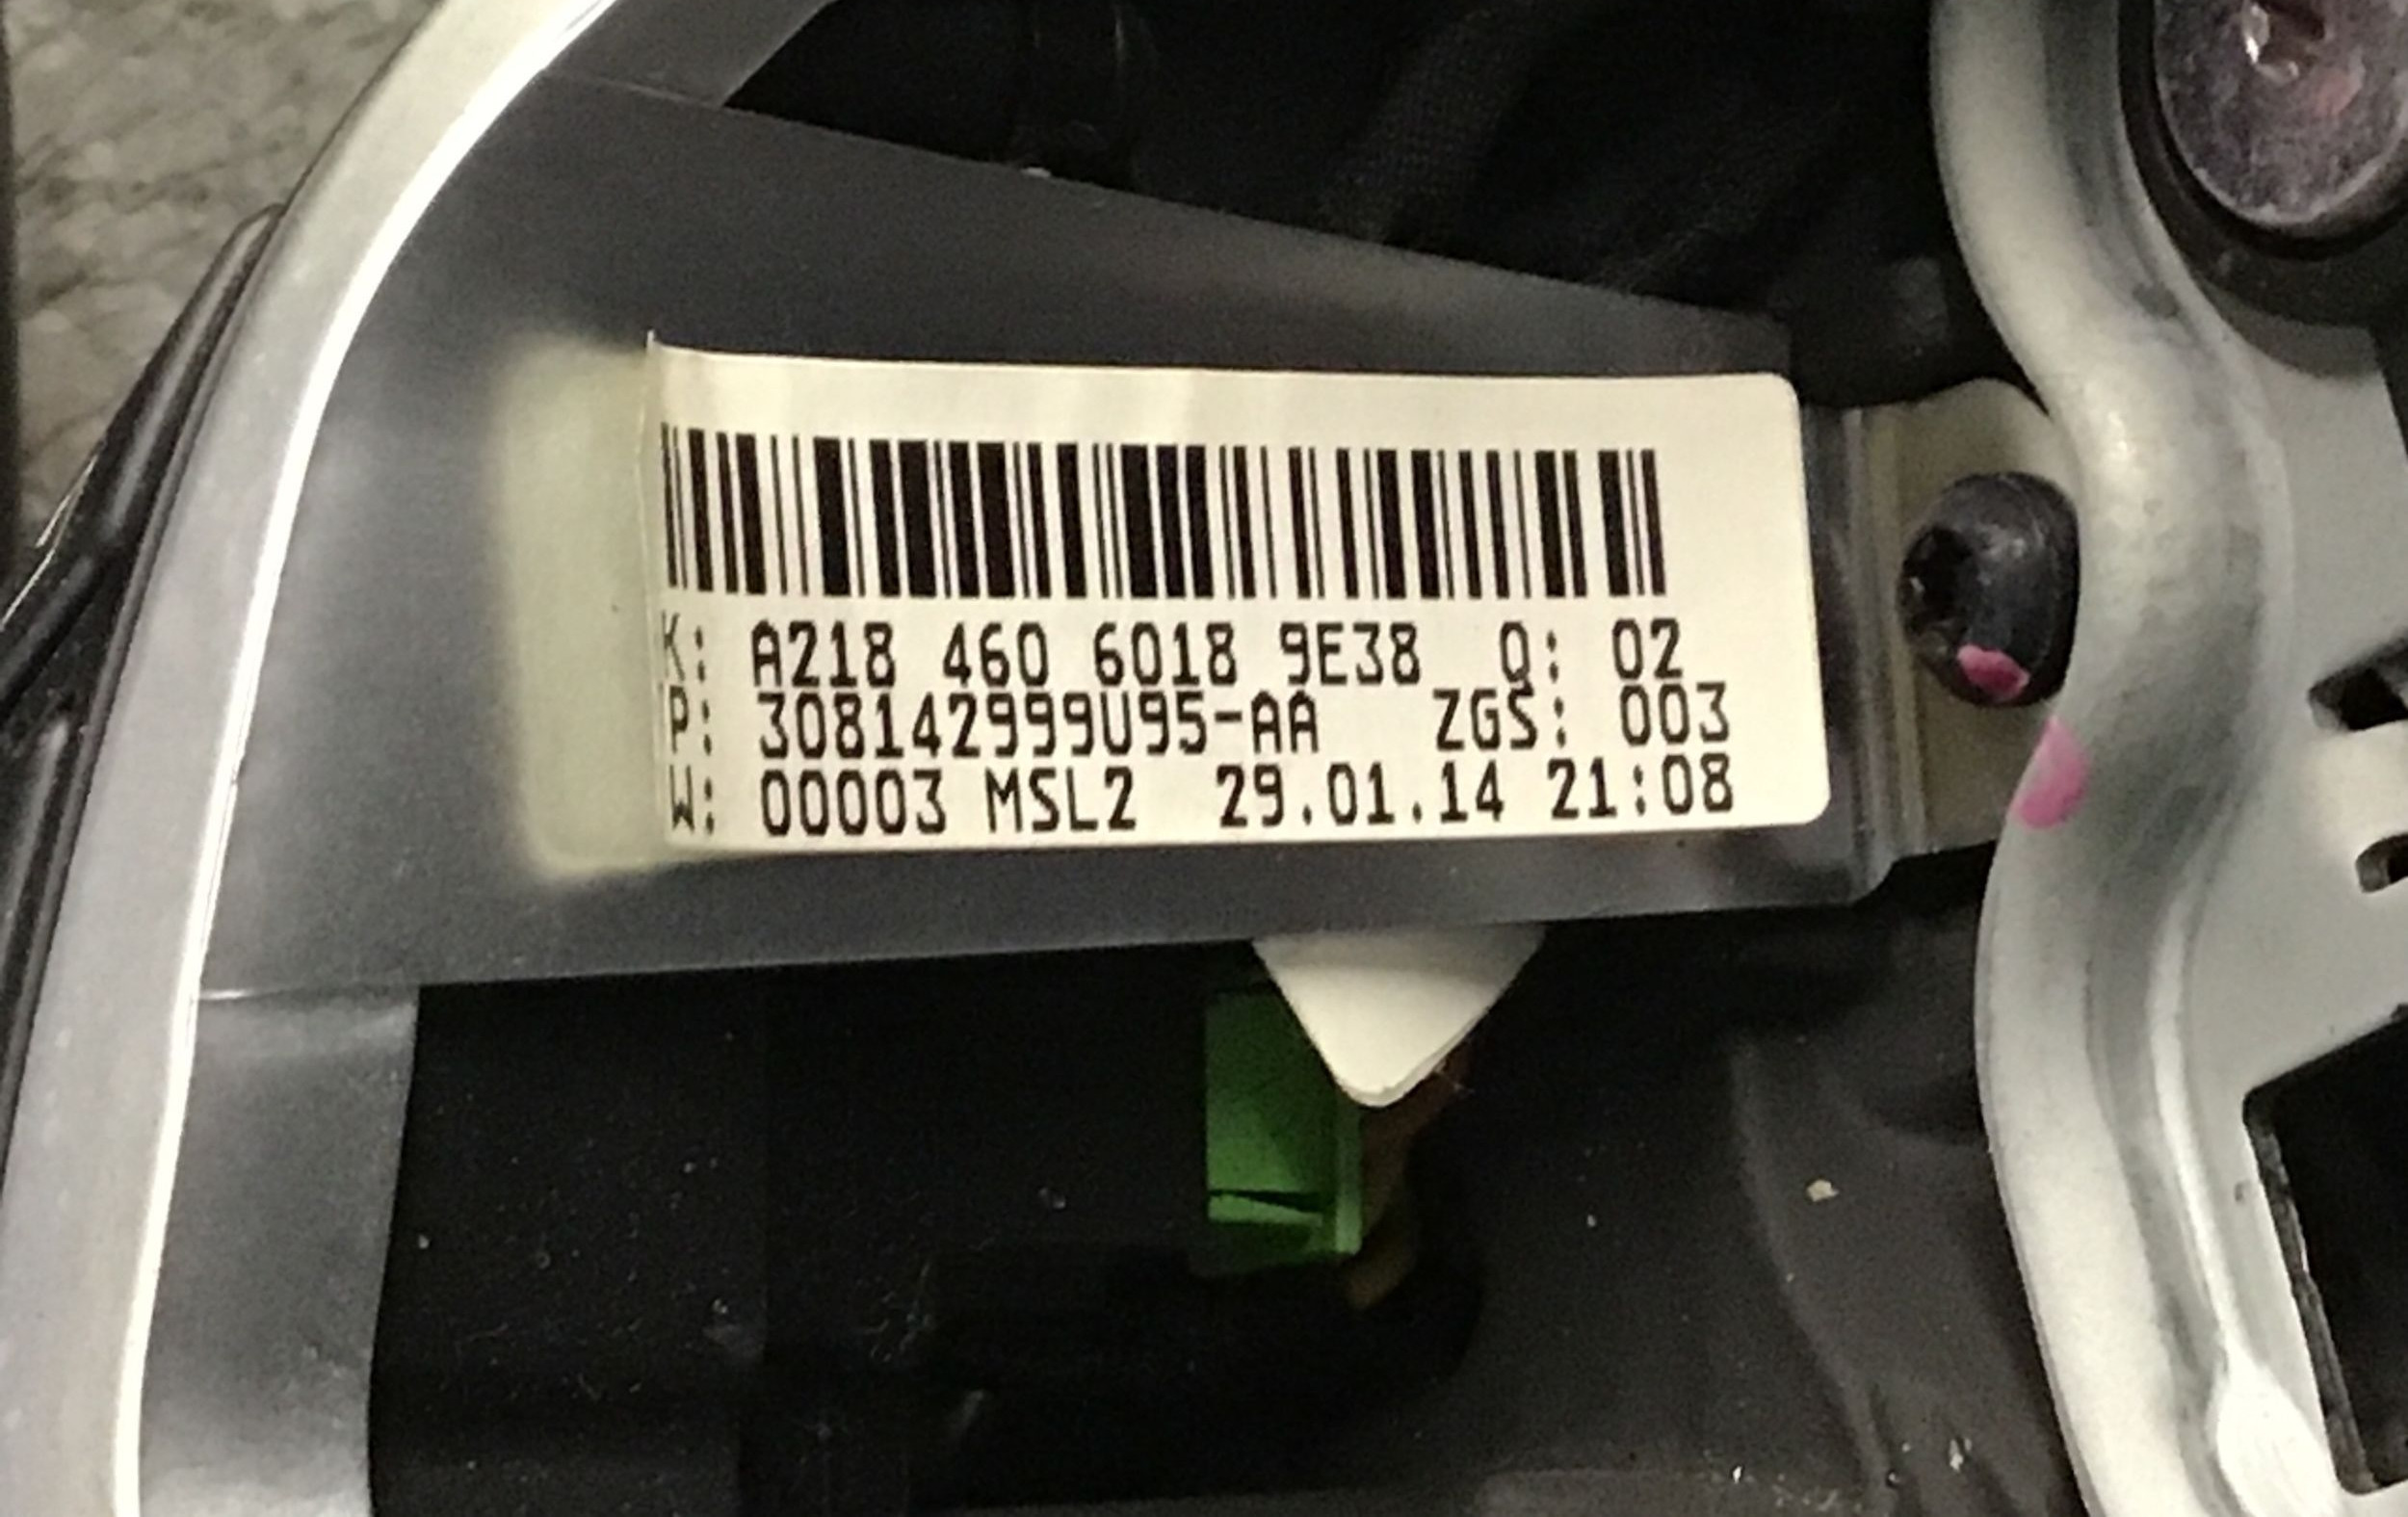 K: A218 460 6018 9E38 Q: 02
P: 308142999U95-AA ZGS: 003
W: 00003 MSL2 29.01.14 21:08